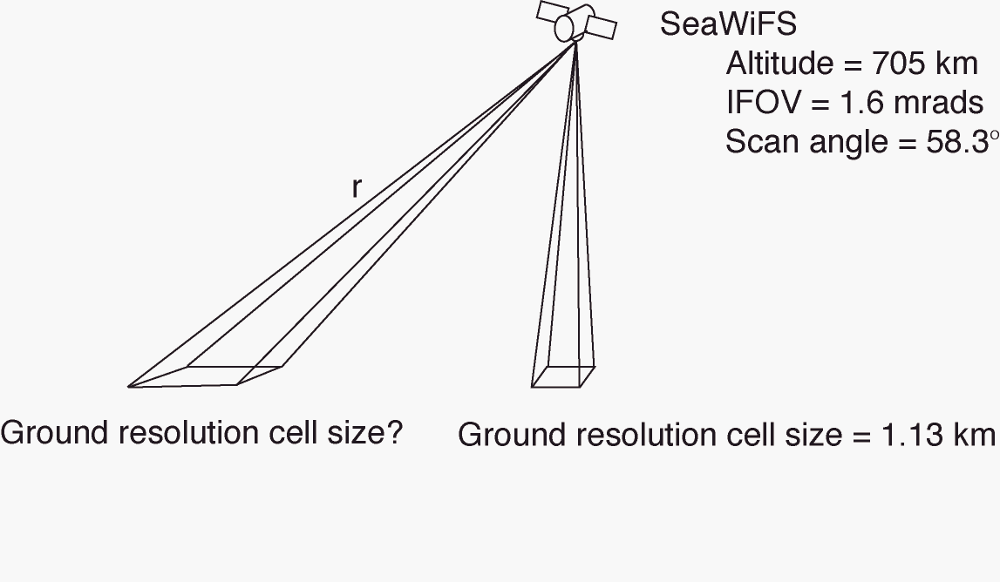 SeaWiFS
Altitude = 705 km
IFOV = 1.6 mrads
Scan angle = 58.3°
r
Ground resolution cell size?
Ground resolution cell size = 1.13 km